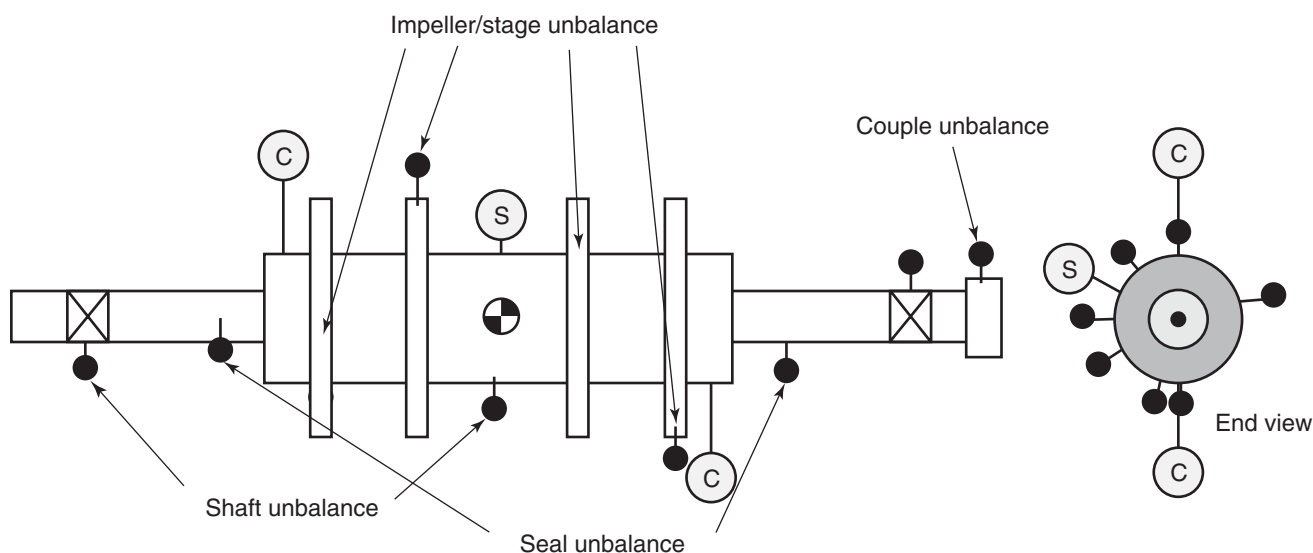 Impeller/stage unbalance
Couple unbalance
C
C
S
S
End view
C
C
Shaft unbalance
Seal unbalance